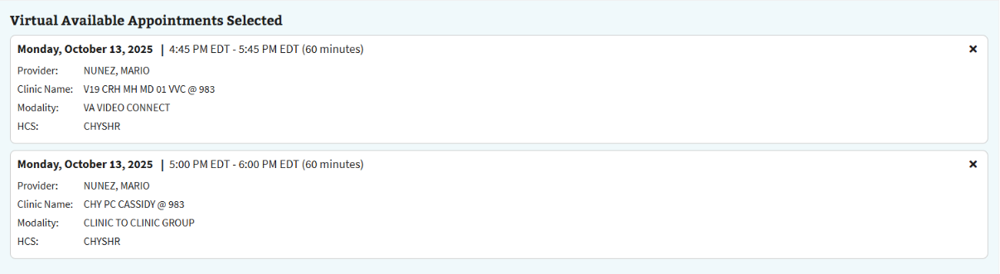 Virtual Available Appointments Selected
Monday, October 13, 2025 | 4:45 PM EDT - 5:45 PM EDT (60 minutes)
Provider: NUNEZ, MARIO
Clinic Name: V19 CRH MH MD 01 VVC @ 983
Modality: VA VIDEO CONNECT
HCS: CHYSHR
Monday, October 13, 2025 | 5:00 PM EDT - 6:00 PM EDT (60 minutes)
Provider: NUNEZ, MARIO
Clinic Name: CHY PC CASSIDY @ 983
Modality: CLINIC TO CLINIC GROUP
HCS: CHYSHR